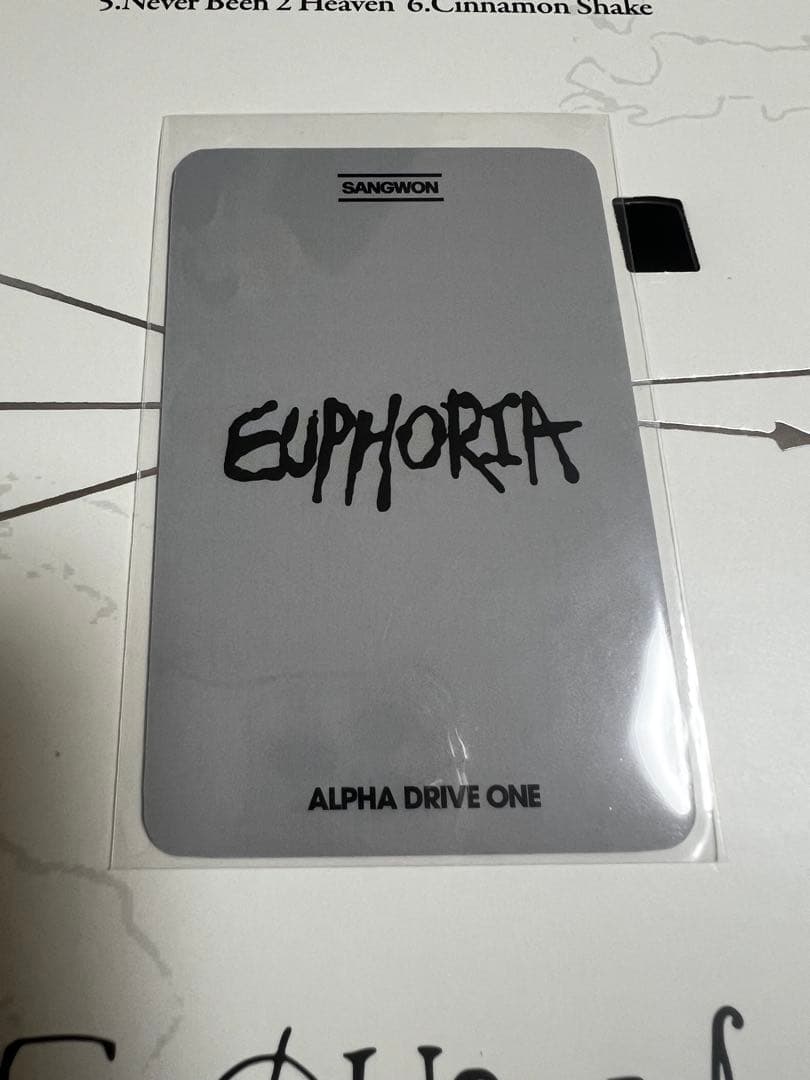 5.Never Been 2 Heaven 6.Cinnamon Shake
SANGWON
EUPHORIA
ALPHA DRIVE ONE